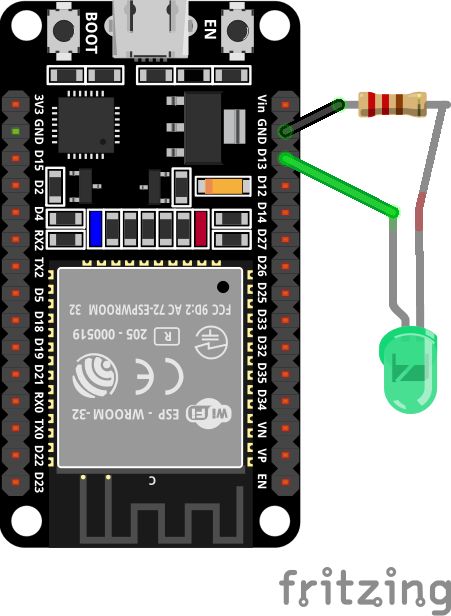 BOOT
EN
3V3
GND
D15
D2
D4
RX2
TX2
D5
D18
D19
D21
RX0
TX0
D22
D23
Vin
GND
D13
D12
D14
D27
D26
D25
D33
D32
D35
D34
VN
VP
EN
FCC 9D:2 AC 72-ESPWROOM 32
205 - 000519
R
CE
ESP - WROOM -32
Wi Fi
C
fritzing